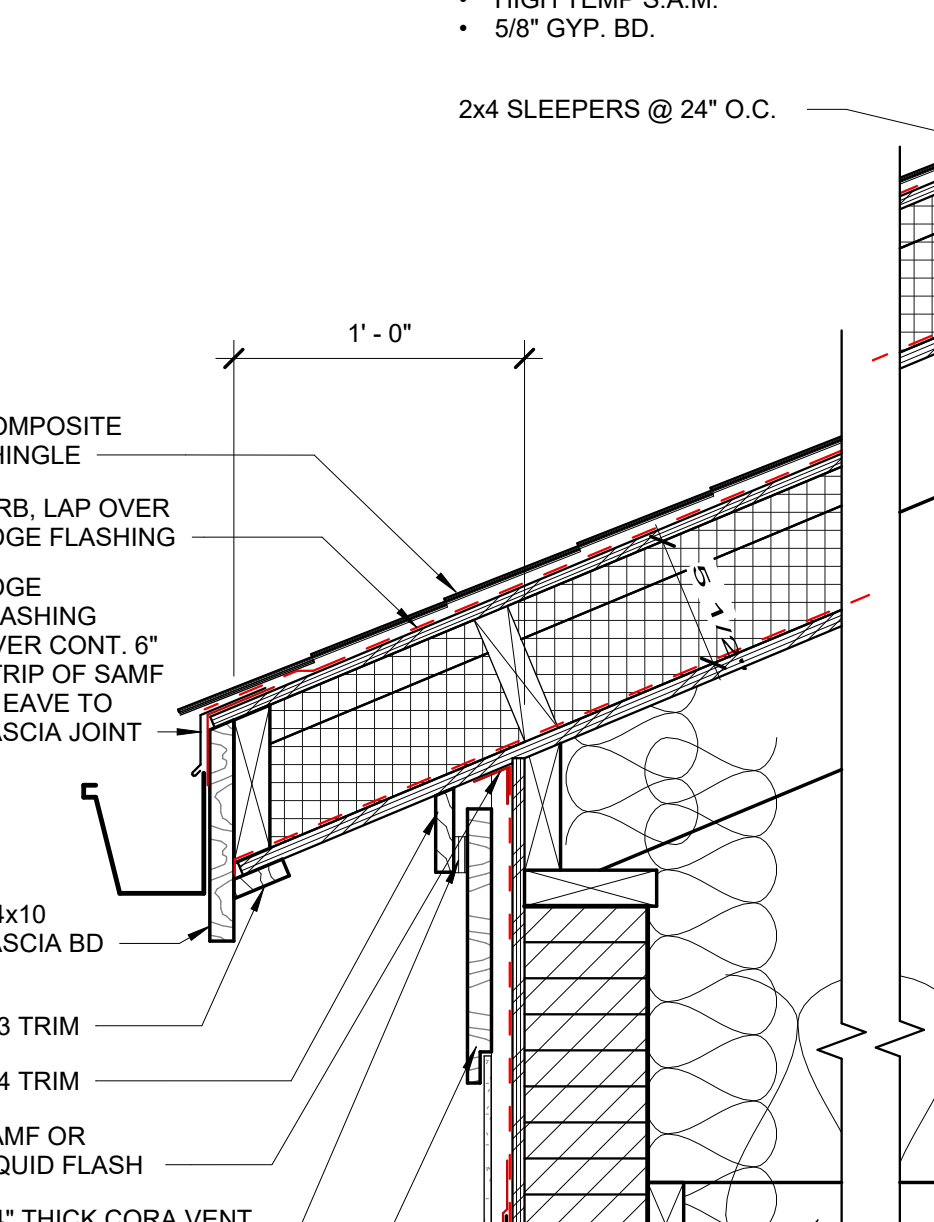 HIGH TEMP S.A.M.
• 5/8" GYP. BD.
2x4 SLEEPERS @ 24" O.C.
1' - 0"
OMPOSITE
HINGLE
RB, LAP OVER
DGE FLASHING
DGE
LASHING
VER CONT. 6"
TRIP OF SAMF
EAVE TO
ASCIA JOINT
5 1/2"
4x10
ASCIA BD
3 TRIM
4 TRIM
AMF OR
QUID FLASH
4" THICK CORA VENT